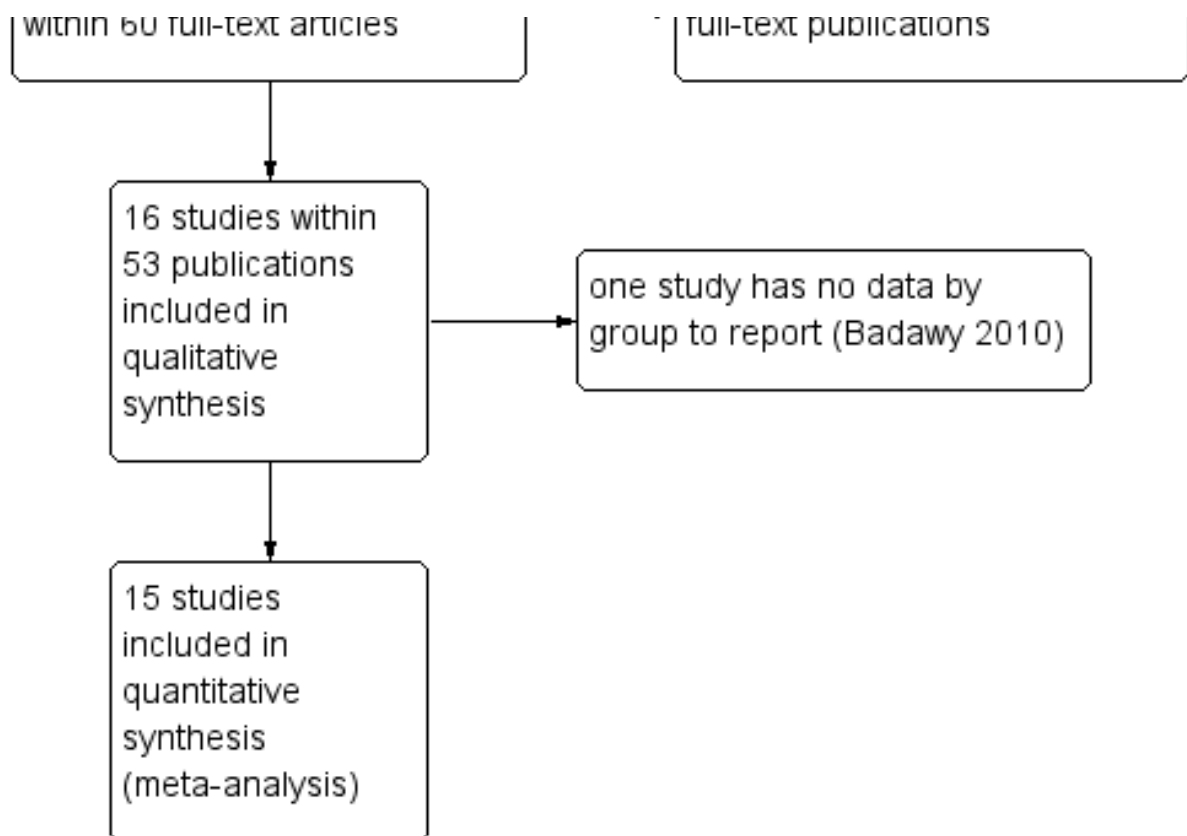 within 60 full-text articles
full-text publications
16 studies within
53 publications
included in
qualitative
synthesis
one study has no data by
group to report (Badawy 2010)
15 studies
included in
quantitative
synthesis
(meta-analysis)